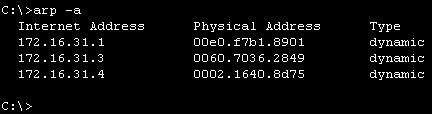 C:\>arp -a
Internet Address Physical Address Type
172.16.31.1 00e0.f7b1.8901 dynamic
172.16.31.3 0060.7036.2849 dynamic
172.16.31.4 0002.1640.8d75 dynamic
C:\>